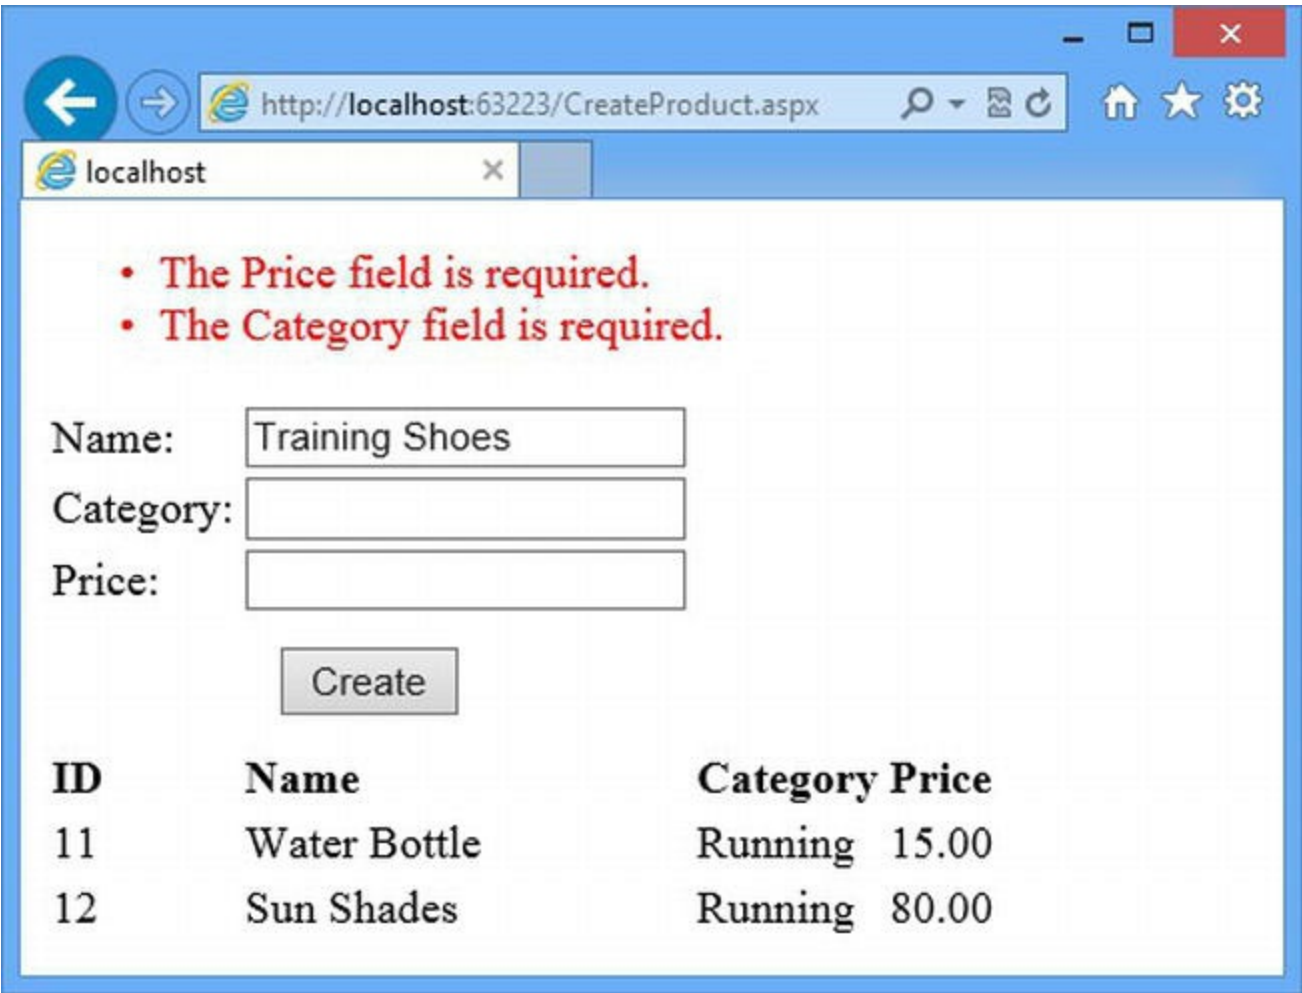 http://localhost:63223/CreateProduct.aspx
localhost
• The Price field is required.
• The Category field is required.
Name: Training Shoes
Category:
Price:
Create
ID Name Category Price
11 Water Bottle Running 15.00
12 Sun Shades Running 80.00